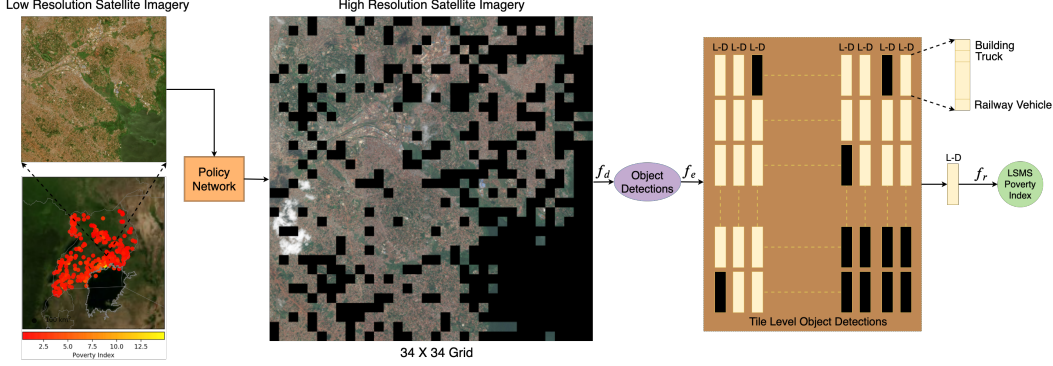 Low Resolution Satellite Imagery
High Resolution Satellite Imagery
Policy
Network
2.5 5.0 7.5 10.0 12.5
Poverty Index
34 X 34 Grid
f_d
Object
Detections
f_e
L-D L-D L-D
L-D L-D L-D L-D
Tile Level Object Detections
Building
Truck
Railway Vehicle
L-D
f_r
LSMS
Poverty
Index